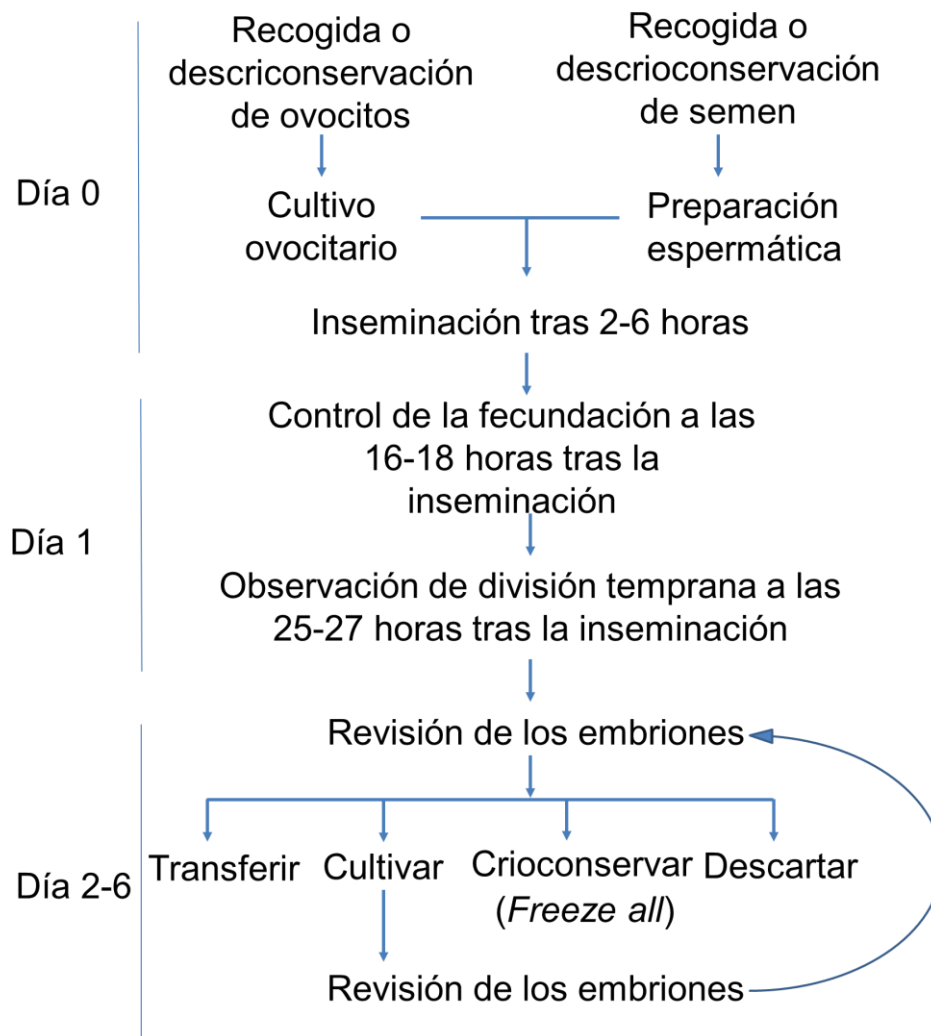 Recogida o
descriconservación
de ovocitos
Recogida o
descrioconservación
de semen
Día 0
Cultivo
ovocitario
Preparación
espermática
Inseminación tras 2-6 horas
Control de la fecundación a las
16-18 horas tras la
inseminación
Día 1
Observación de división temprana a las
25-27 horas tras la inseminación
Revisión de los embriones
Día 2-6
Transferir
Cultivar
Crioconservar
(Freeze all)
Descartar
Revisión de los embriones